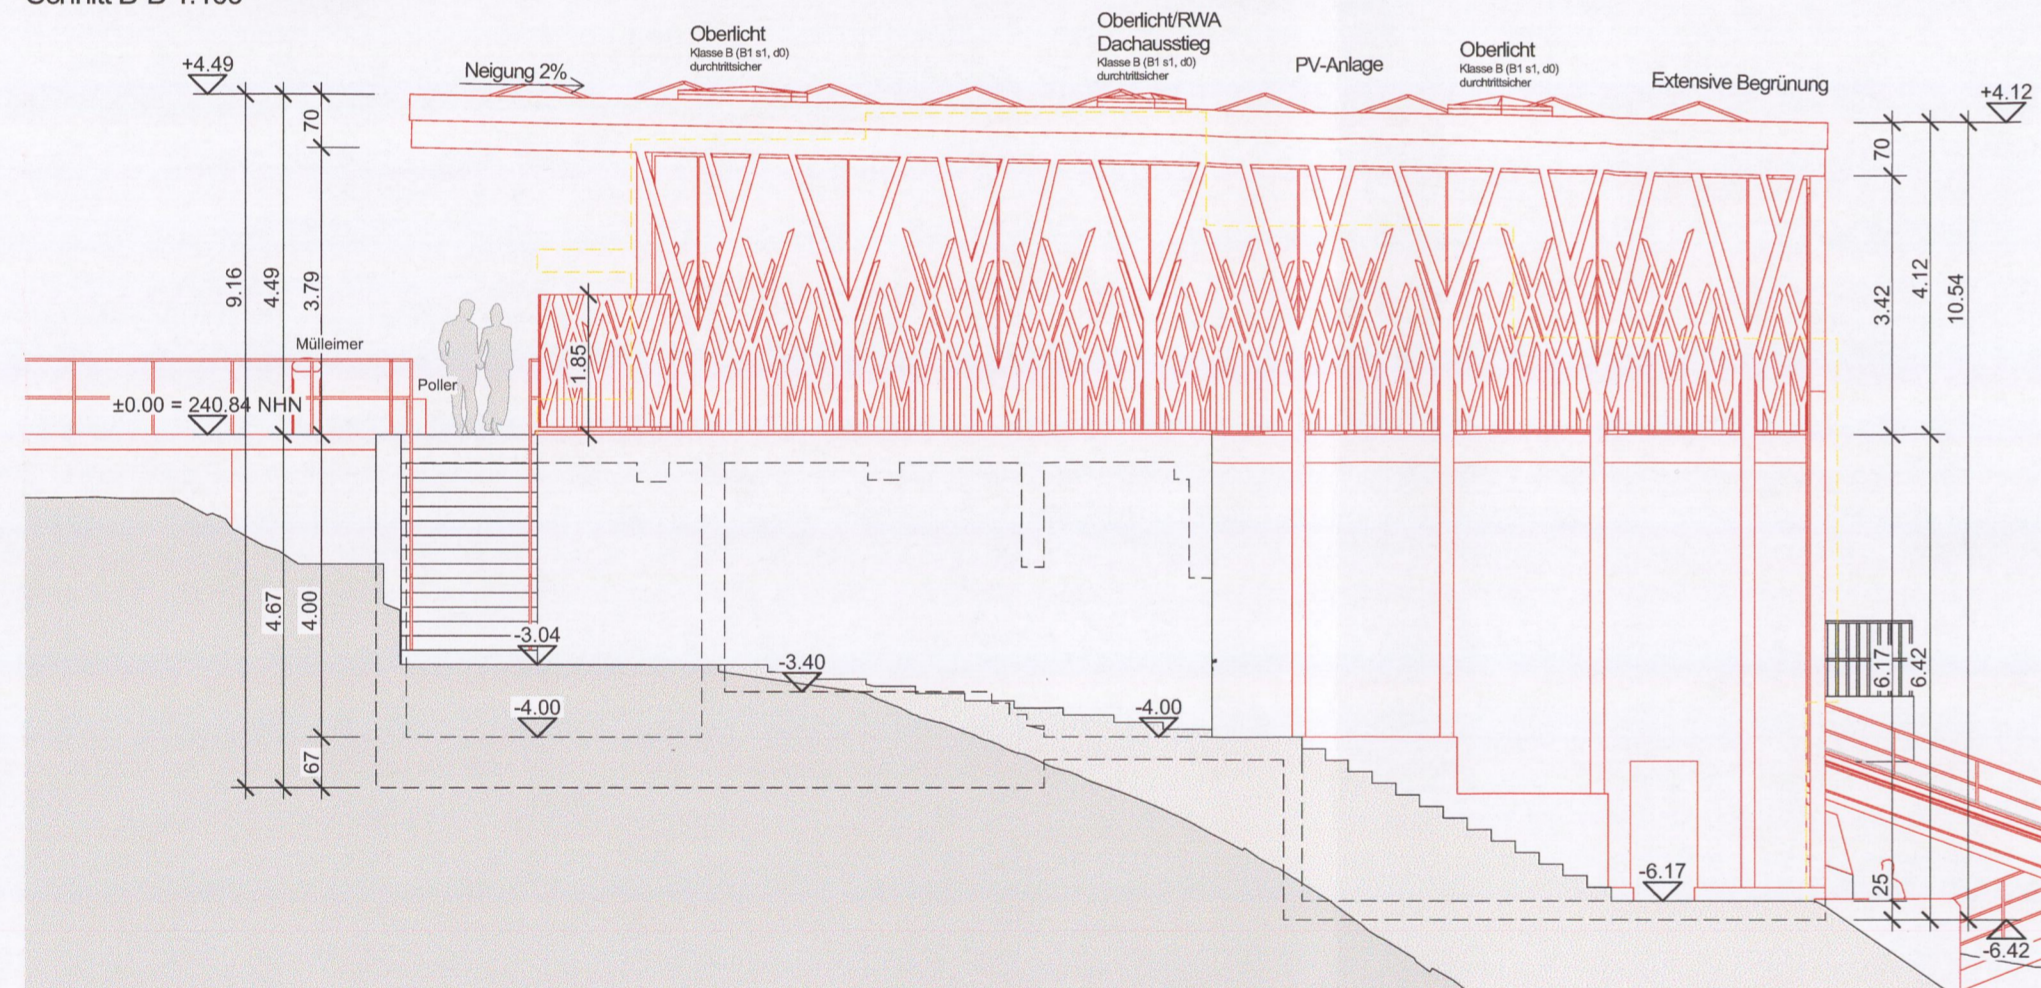 Schnitt B-B 1:100
+4.49
Neigung 2%
Oberlicht
Klasse B (B1 s1, d0)
durchtrittsicher
Oberlicht/RWA
Dachausstieg
Klasse B (B1 s1, d0)
durchtrittsicher
PV-Anlage
Oberlicht
Klasse B (B1 s1, d0)
durchtrittsicher
Extensive Begrünung
+4.12
70
70
9.16
4.49
3.79
3.42
4.12
10.54
Mülleimer
Poller
1.85
±0.00 = 240.84 NHN
4.67
4.00
-3.04
-3.40
-4.00
-4.00
6.17
6.42
67
-6.17
25
-6.42